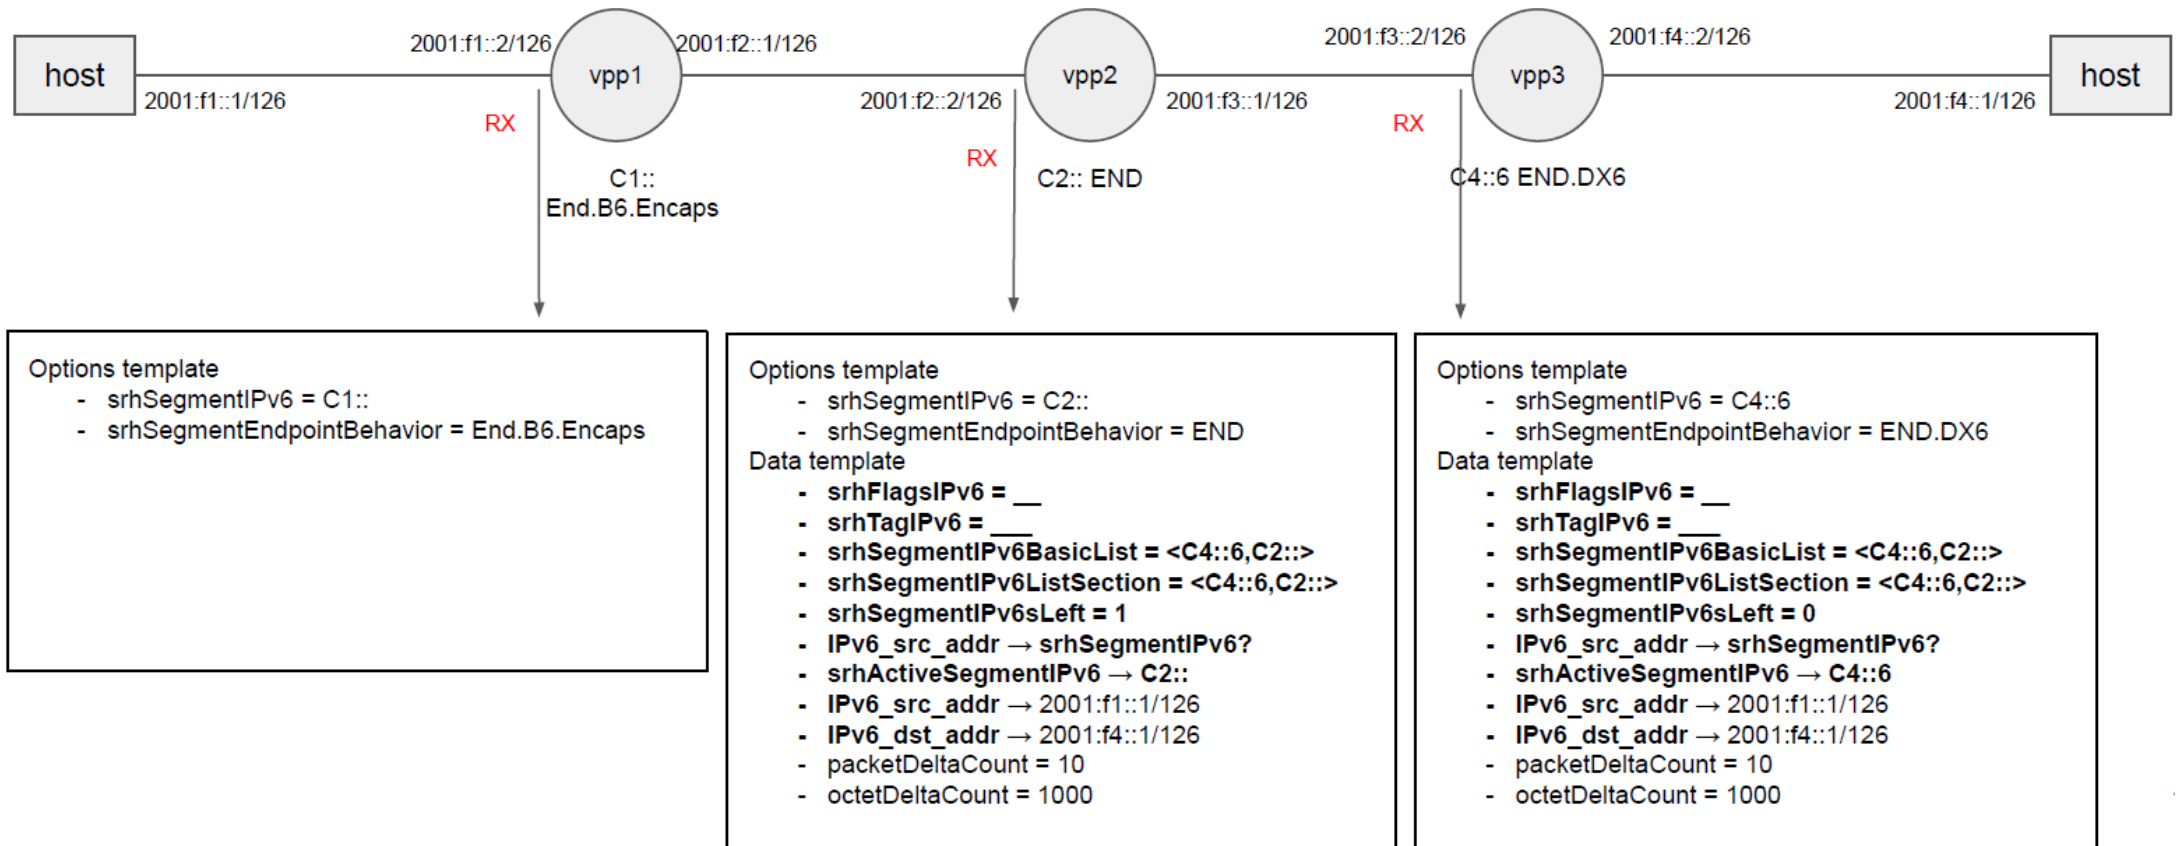 host
2001:f1::1/126
2001:f1::2/126
vpp1
2001:f2::1/126
RX
C1::
End.B6.Encaps
2001:f2::2/126
vpp2
2001:f3::1/126
RX
C2:: END
2001:f3::2/126
vpp3
2001:f4::2/126
RX
C4::6 END.DX6
2001:f4::1/126
host
Options template
- srhSegmentIPv6 = C1::
- srhSegmentEndpointBehavior = End.B6.Encaps
Options template
- srhSegmentIPv6 = C2::
- srhSegmentEndpointBehavior = END
Data template
- srhFlagsIPv6 = __
- srhTagIPv6 = ___
- srhSegmentIPv6BasicList = <C4::6,C2::>
- srhSegmentIPv6ListSection = <C4::6,C2::>
- srhSegmentIPv6sLeft = 1
- IPv6_src_addr → srhSegmentIPv6?
- srhActiveSegmentIPv6 → C2::
- IPv6_src_addr → 2001:f1::1/126
- IPv6_dst_addr → 2001:f4::1/126
- packetDeltaCount = 10
- octetDeltaCount = 1000
Options template
- srhSegmentIPv6 = C4::6
- srhSegmentEndpointBehavior = END.DX6
Data template
- srhFlagsIPv6 = __
- srhTagIPv6 = ___
- srhSegmentIPv6BasicList = <C4::6,C2::>
- srhSegmentIPv6ListSection = <C4::6,C2::>
- srhSegmentIPv6sLeft = 0
- IPv6_src_addr → srhSegmentIPv6?
- srhActiveSegmentIPv6 → C4::6
- IPv6_src_addr → 2001:f1::1/126
- IPv6_dst_addr → 2001:f4::1/126
- packetDeltaCount = 10
- octetDeltaCount = 1000